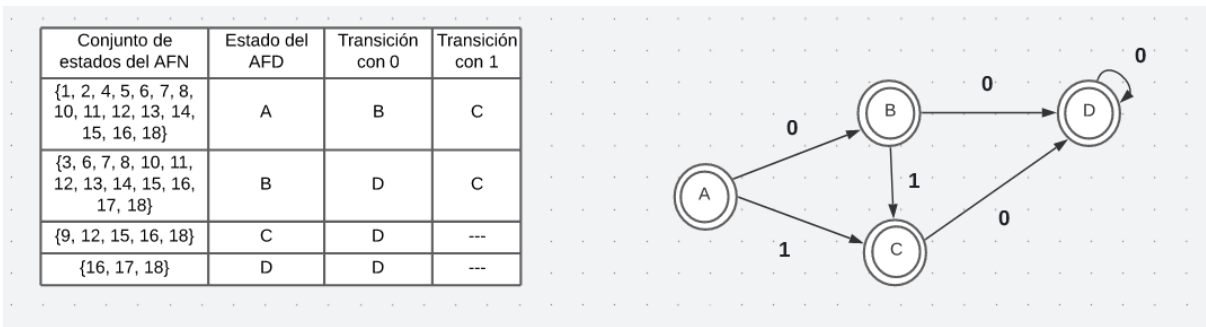 Conjunto de
estados del AFN
Estado del
AFD
Transición
con 0
Transición
con 1
{1, 2, 4, 5, 6, 7, 8,
10, 11, 12, 13, 14,
15, 16, 18}
A
B
C
{3, 6, 7, 8, 10, 11,
12, 13, 14, 15, 16,
17, 18}
B
D
C
{9, 12, 15, 16, 18}
C
D
---
{16, 17, 18}
D
D
---
0
0
B
D
0
A
1
1
C
0